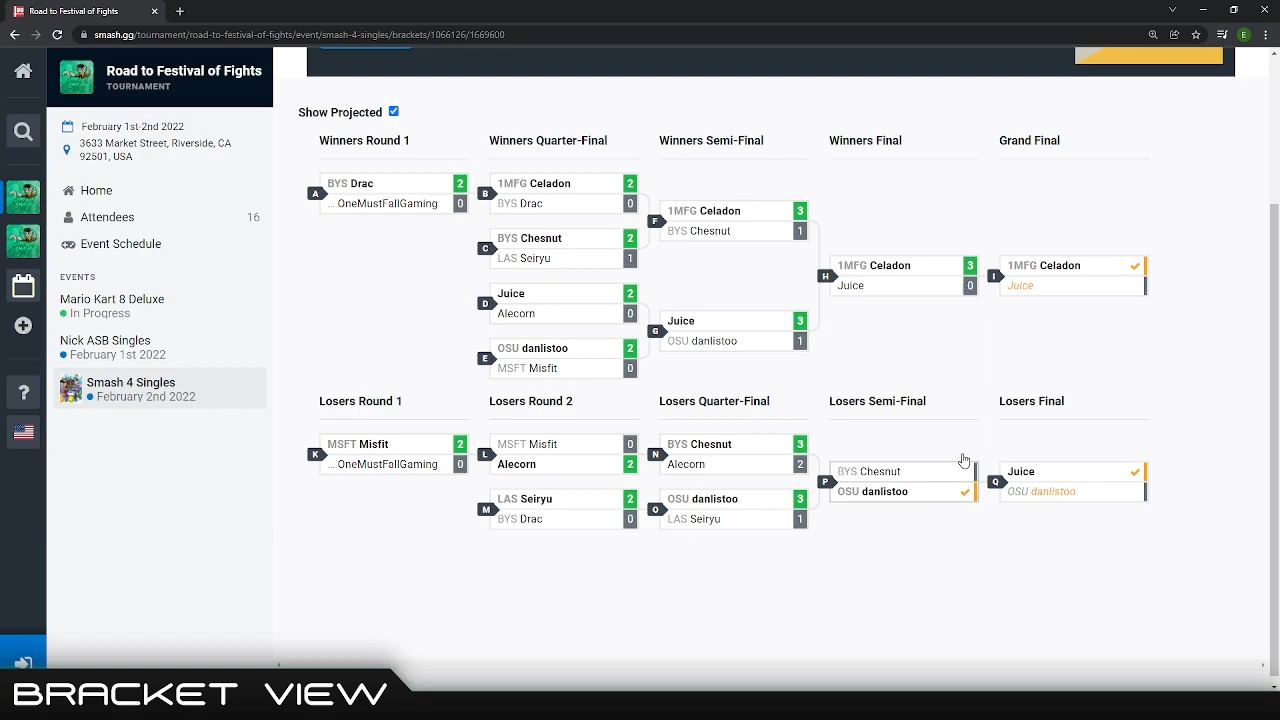 Road to Festival of Fights
smash.gg/tournament/road-to-festival-of-fights/event/smash-4-singles/brackets/1066126/1669600
E
Road to Festival of Fights
TOURNAMENT
February 1st-2nd 2022
3633 Market Street, Riverside, CA
92501, USA
Home
Attendees 16
Event Schedule
EVENTS
Mario Kart 8 Deluxe
In Progress
Nick ASB Singles
February 1st 2022
Smash 4 Singles
February 2nd 2022
?
Show Projected
Winners Round 1 Winners Quarter-Final Winners Semi-Final Winners Final Grand Final
A
BYS Drac 2
... OneMustFallGaming 0
B
1MFG Celadon 2
BYS Drac 0
C
BYS Chesnut 2
LAS Seiryu 1
D
Juice 2
Alecorn 0
E
OSU danlistoo 2
MSFT Misfit 0
F
1MFG Celadon 3
BYS Chesnut 1
G
Juice 3
OSU danlistoo 1
H
1MFG Celadon 3
Juice 0
I
1MFG Celadon
Juice
Losers Round 1 Losers Round 2 Losers Quarter-Final Losers Semi-Final Losers Final
K
MSFT Misfit 2
... OneMustFallGaming 0
L
MSFT Misfit 0
Alecorn 2
M
LAS Seiryu 2
BYS Drac 0
N
BYS Chesnut 3
Alecorn 2
O
OSU danlistoo 3
LAS Seiryu 1
P
BYS Chesnut
OSU danlistoo
Q
Juice
OSU danlistoo
BRACKET VIEW